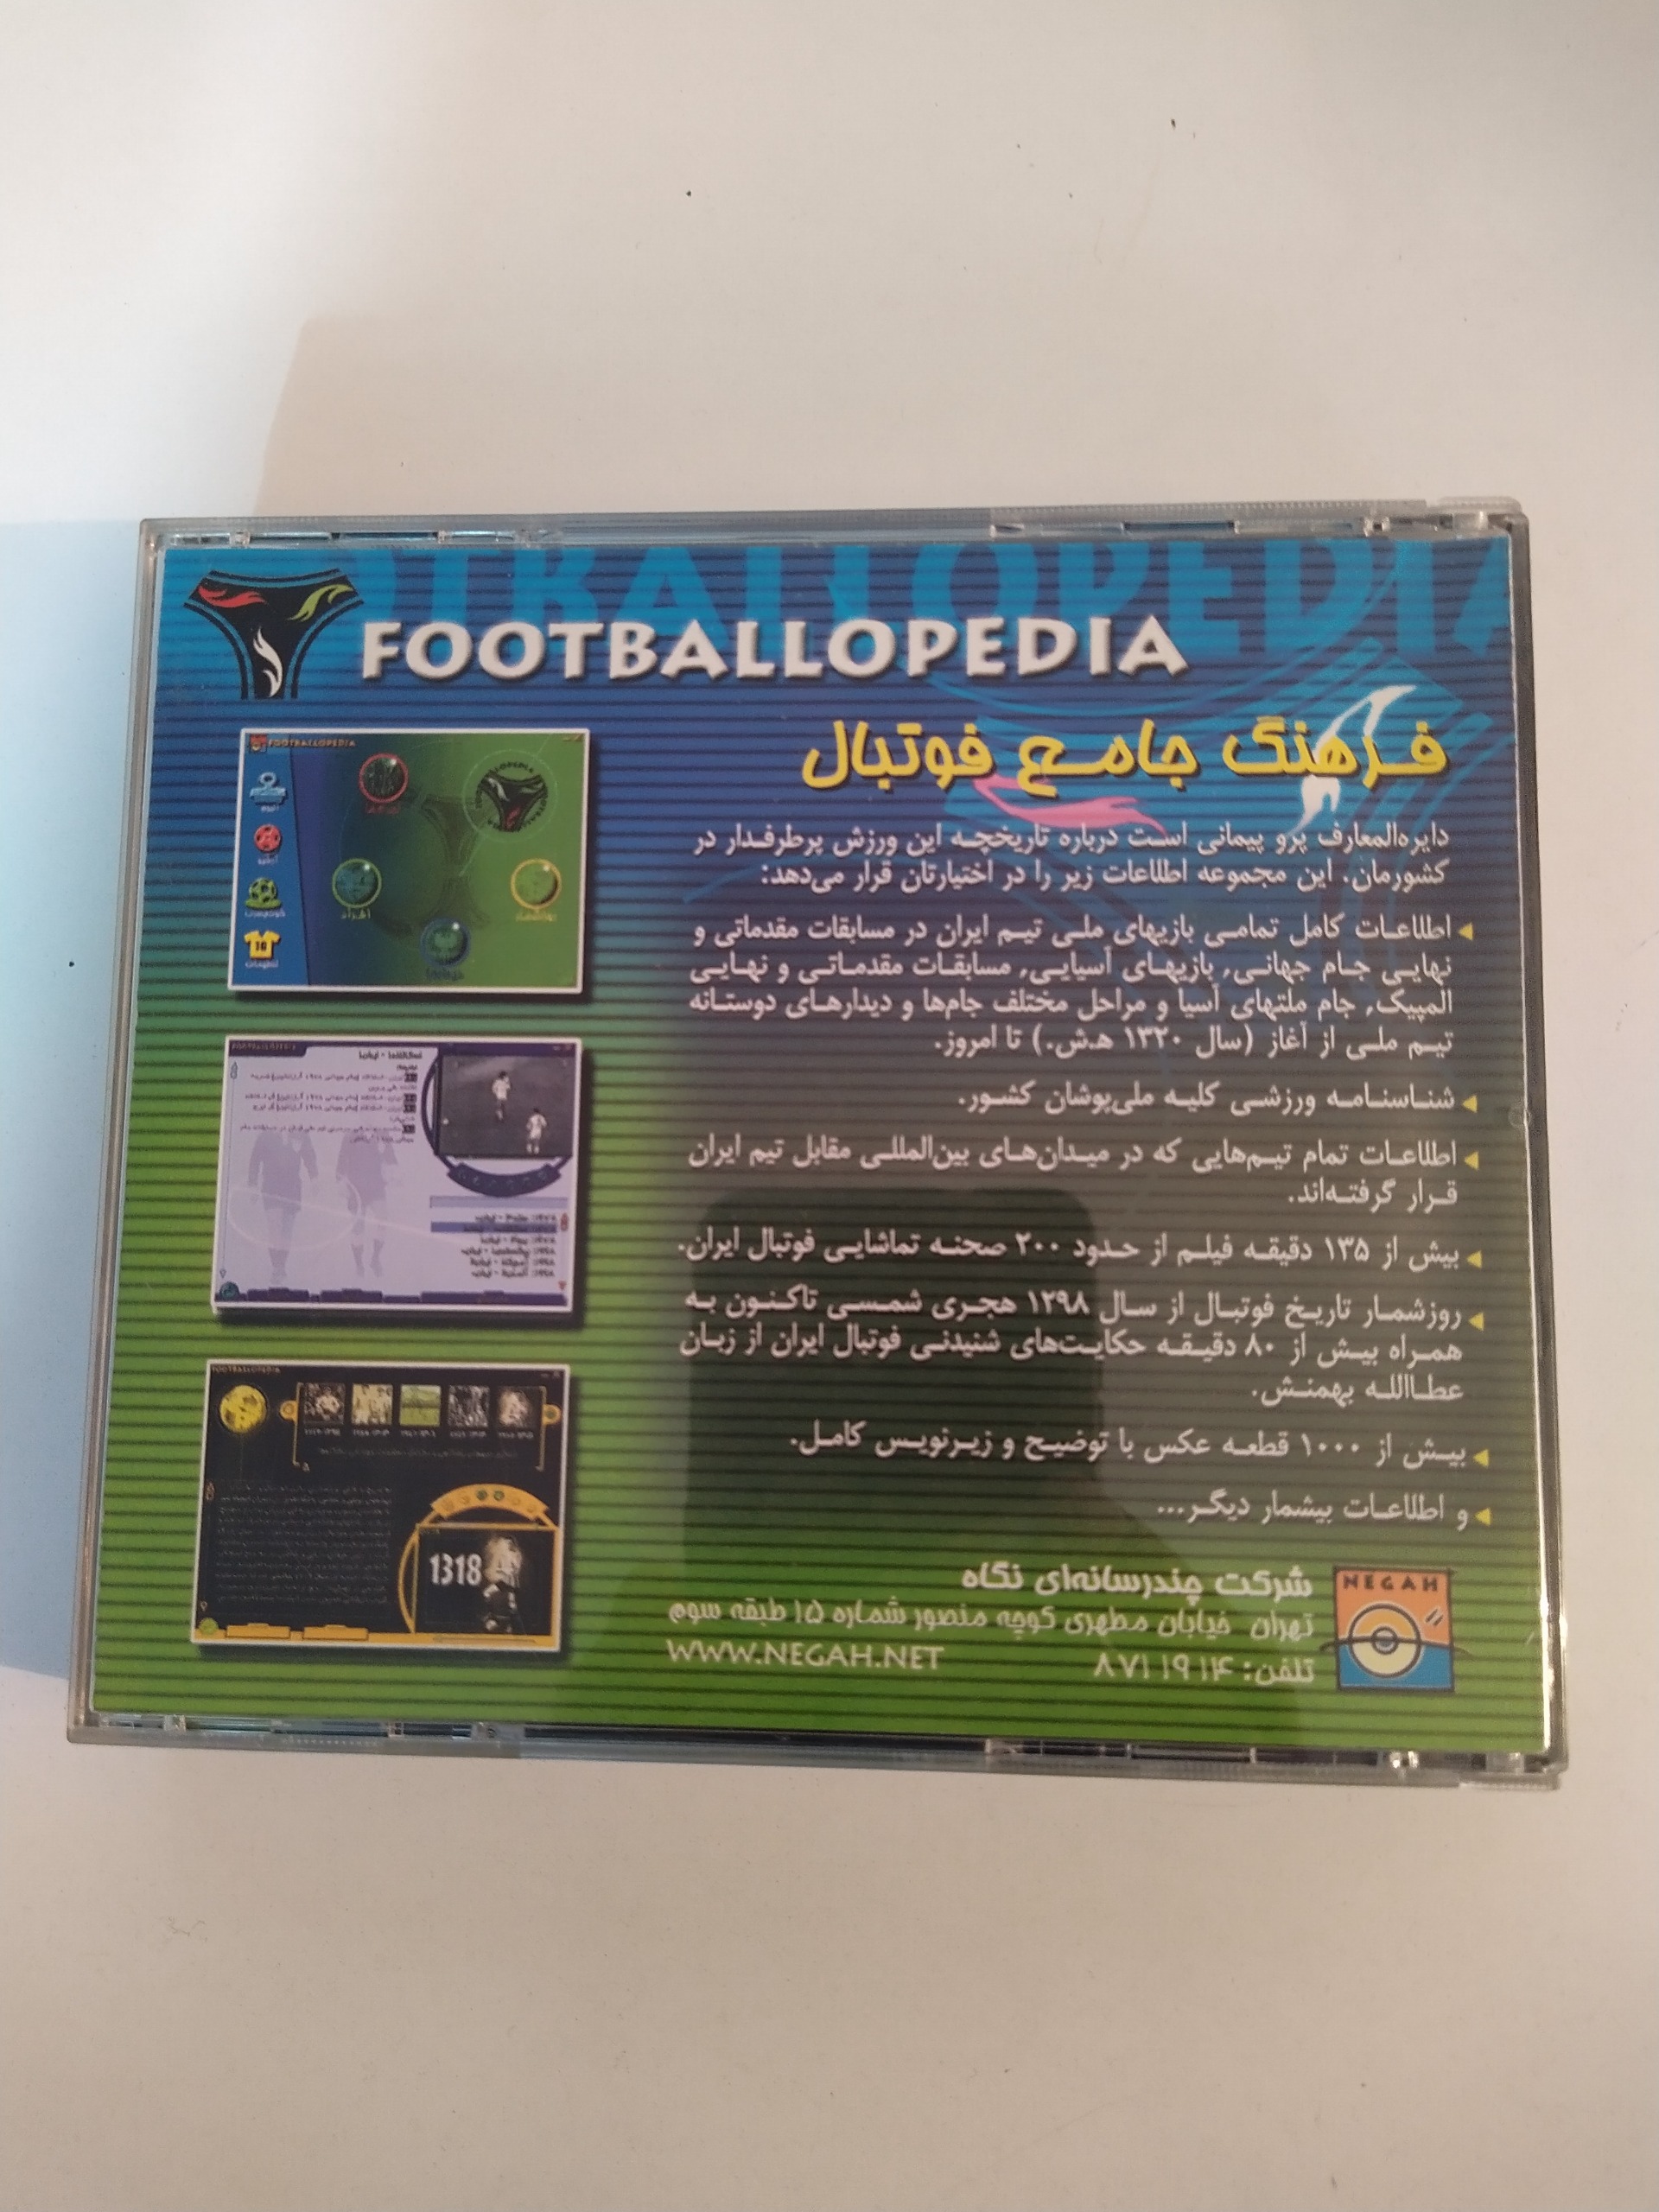 FOOTBALLOPEDIA
FOOTBALLOPEDIA
فرهنگ جامع فوتبال
دایره‌المعارف پرو پیمانی است درباره تاریخچه این ورزش پرطرفدار در
کشورمان. این مجموعه اطلاعات زیر را در اختیارتان قرار می‌دهد:
اطلاعات کامل تمامی بازیهای ملی تیم ایران در مسابقات مقدماتی و
نهایی جام جهانی, بازیهای آسیایی, مسابقات مقدماتی و نهایی
المپیک, جام ملتهای آسیا و مراحل مختلف جام‌ها و دیدارهای دوستانه
تیم ملی از آغاز (سال ۱۳۲۰ ه.ش.) تا امروز.
شناسنامه ورزشی کلیه ملی‌پوشان کشور.
اطلاعات تمام تیم‌هایی که در میدان‌های بین‌المللی مقابل تیم ایران
قرار گرفته‌اند.
بیش از ۱۳۵ دقیقه فیلم از حدود ۲۰۰ صحنه تماشایی فوتبال ایران.
روزشمار تاریخ فوتبال از سال ۱۲۹۸ هجری شمسی تاکنون به
همراه بیش از ۸۰ دقیقه حکایت‌های شنیدنی فوتبال ایران از زبان
عطاالله بهمنش.
بیش از ۱۰۰۰ قطعه عکس با توضیح و زیرنویس کامل.
و اطلاعات بیشمار دیگر...
شرکت چندرسانه‌ای نگاه
تهران خیابان مطهری کوچه منصور شماره ۱۵ طبقه سوم
تلفن: ۸۷۱۱۹۱۴
WWW.NEGAH.NET
NEGAH
FOOTBALLOPEDIA
FOOTBALLOPEDIA
FOOTBALLOPEDIA
1318